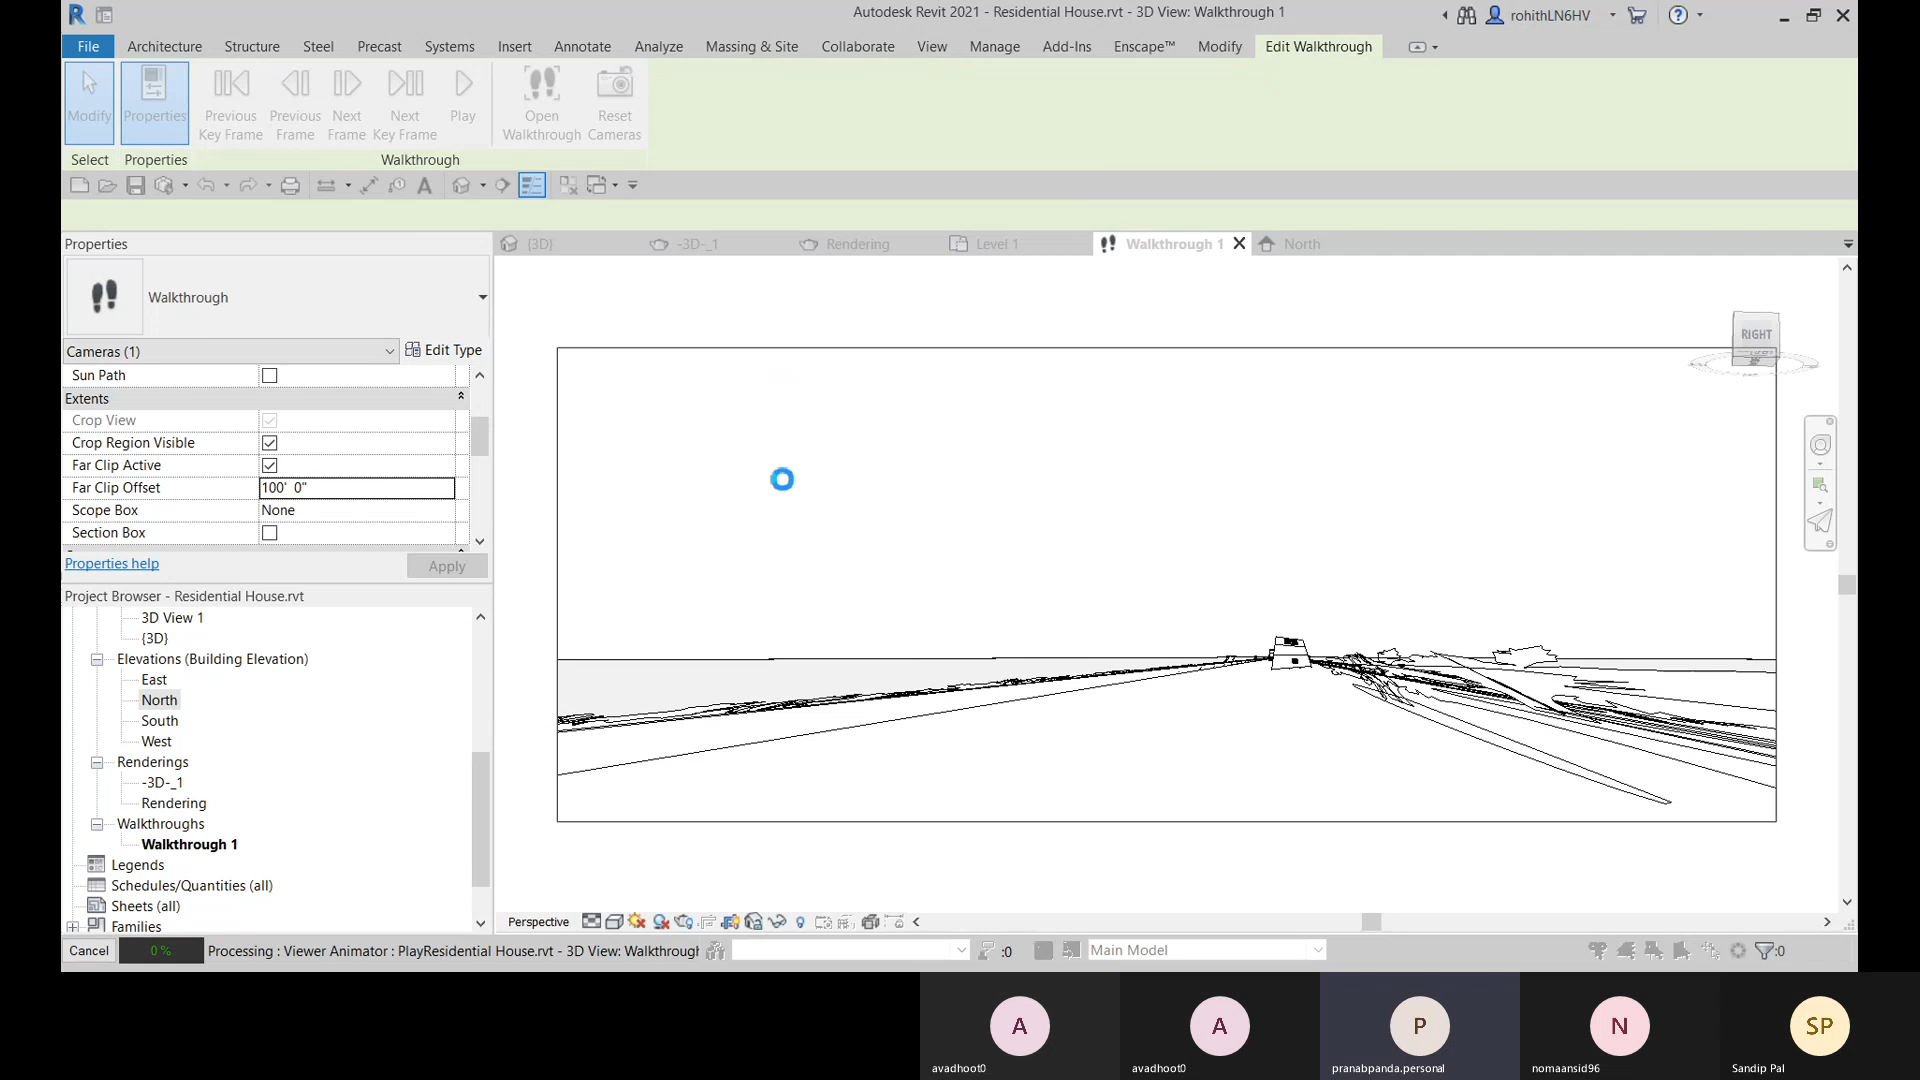 Autodesk Revit 2021 - Residential House.rvt - 3D View: Walkthrough 1
rohithLN6HV
File Architecture Structure Steel Precast Systems Insert Annotate Analyze Massing & Site Collaborate View Manage Add-Ins Enscape™ Modify Edit Walkthrough
Modify
Properties
Previous
Key Frame
Previous
Frame
Next
Frame
Next
Key Frame
Play
Open
Walkthrough
Reset
Cameras
Select
Properties
Walkthrough
Properties
{3D}
-3D-_1
Rendering
Level 1
Walkthrough 1
North
Walkthrough
Cameras (1)
Edit Type
Sun Path
Extents
Crop View
Crop Region Visible
Far Clip Active
Far Clip Offset 100' 0"
Scope Box None
Section Box
Properties help
Apply
RIGHT
Project Browser - Residential House.rvt
3D View 1
{3D}
Elevations (Building Elevation)
East
North
South
West
Renderings
-3D-_1
Rendering
Walkthroughs
Walkthrough 1
Legends
Schedules/Quantities (all)
Sheets (all)
Families
Perspective
Cancel
0 %
Processing : Viewer Animator : PlayResidential House.rvt - 3D View: Walkthroug
:0
Main Model
:0
A
avadhoot0
A
avadhoot0
P
pranabpanda.personal
N
nomaansid96
SP
Sandip Pal